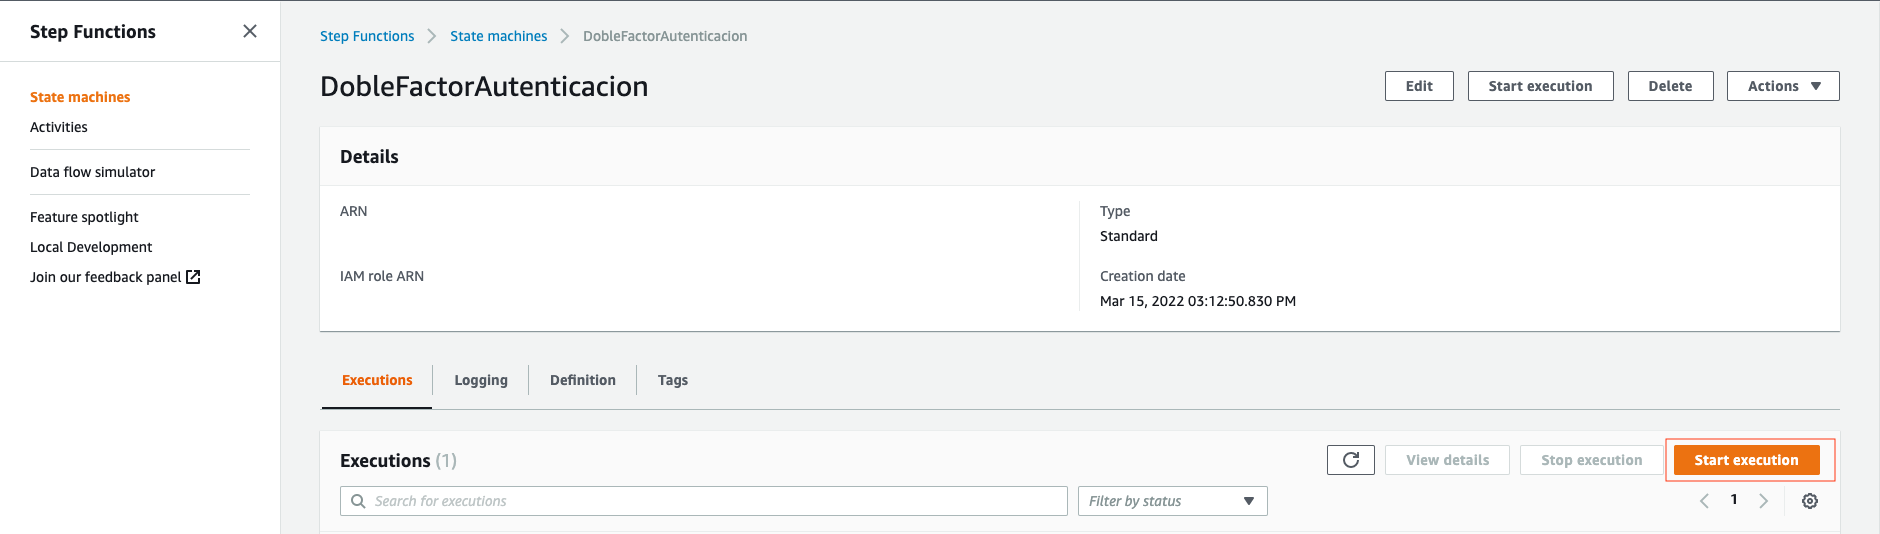 Step Functions
State machines
Activities
Data flow simulator
Feature spotlight
Local Development
Join our feedback panel
Step Functions State machines DobleFactorAutenticacion
DobleFactorAutenticacion
Edit Start execution Delete Actions
Details
ARN
IAM role ARN
Type
Standard
Creation date
Mar 15, 2022 03:12:50.830 PM
Executions Logging Definition Tags
Executions (1)
View details Stop execution Start execution
Search for executions Filter by status 1